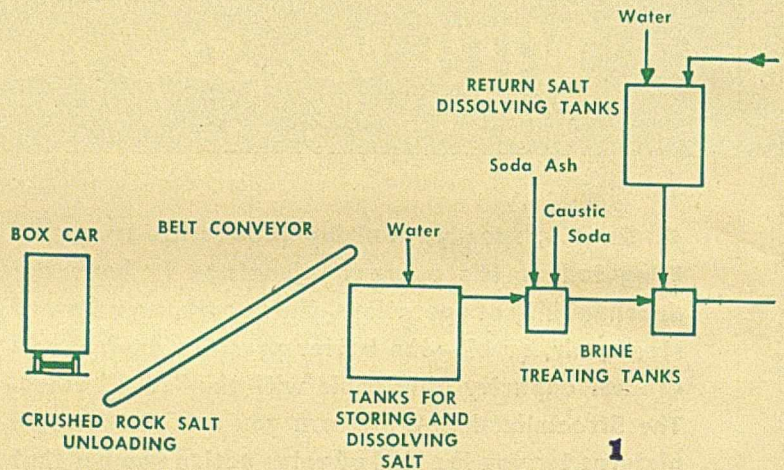 Water
RETURN SALT
DISSOLVING TANKS
Soda Ash
Caustic
Soda
BOX CAR
BELT CONVEYOR
Water
BRINE
TREATING TANKS
CRUSHED ROCK SALT
UNLOADING
TANKS FOR
STORING AND
DISSOLVING
SALT
1